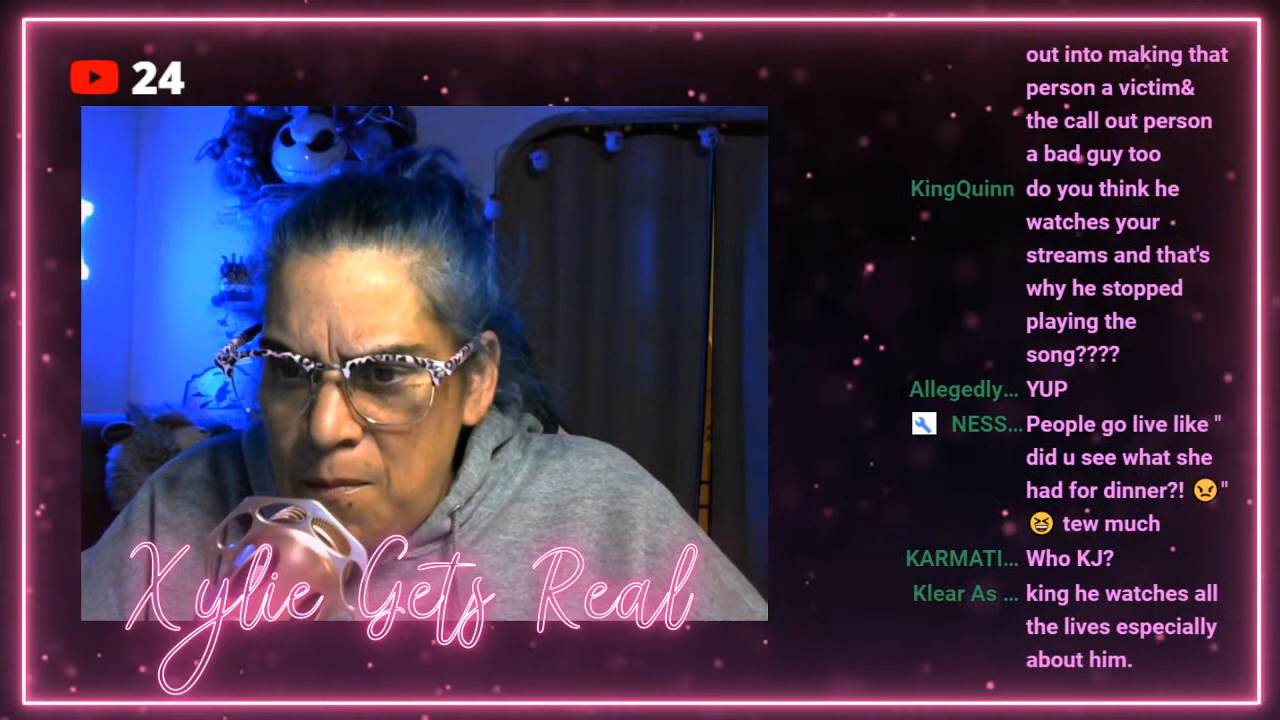 24
Xylie Gets Real
out into making that
person a victim&
the call out person
a bad guy too
KingQuinn do you think he
watches your
streams and that's
why he stopped
playing the
song????
Allegedly... YUP
NESS... People go live like "
did u see what she
had for dinner?! 😠"
😆 tew much
KARMATI... Who KJ?
Klear As ... king he watches all
the lives especially
about him.